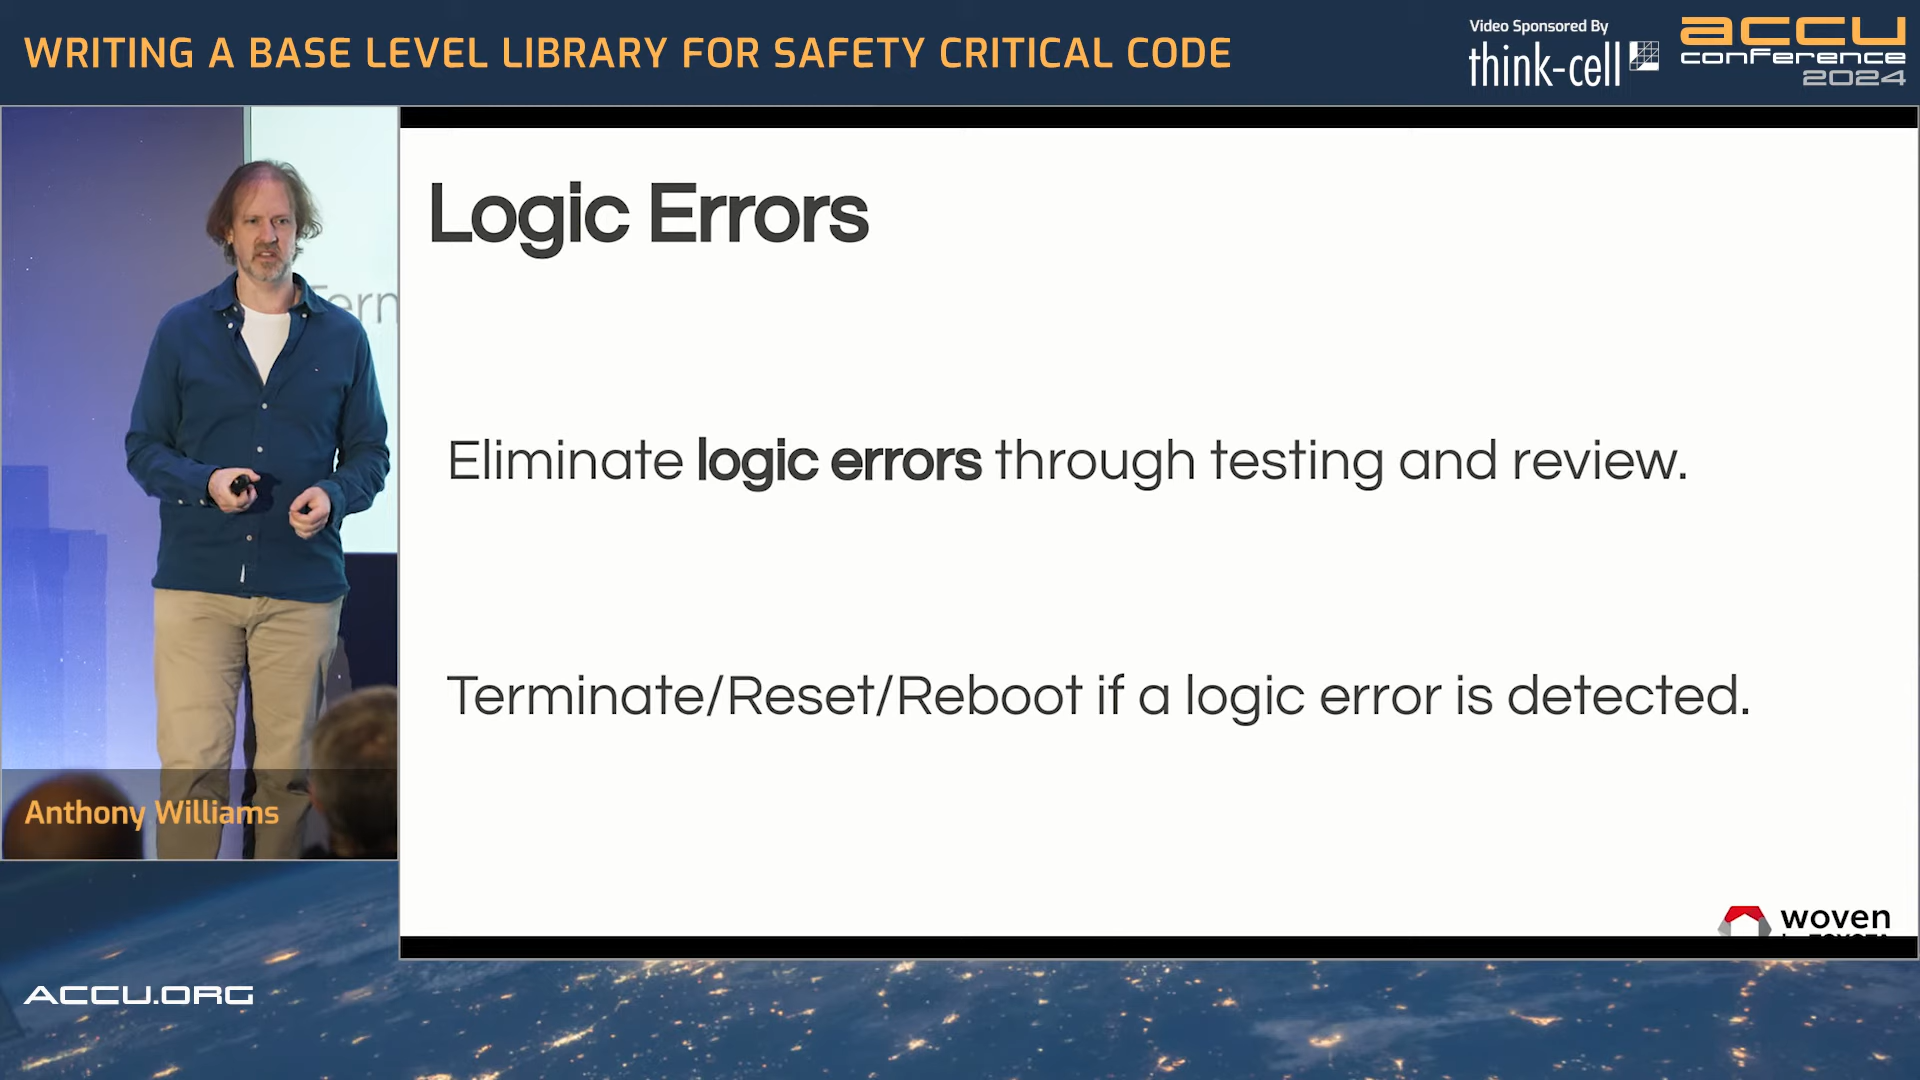 WRITING A BASE LEVEL LIBRARY FOR SAFETY CRITICAL CODE
Video Sponsored By
think-cell
accu
conference
2024
Logic Errors
Eliminate logic errors through testing and review.
Terminate/Reset/Reboot if a logic error is detected.
Anthony Williams
woven
ACCU.ORG